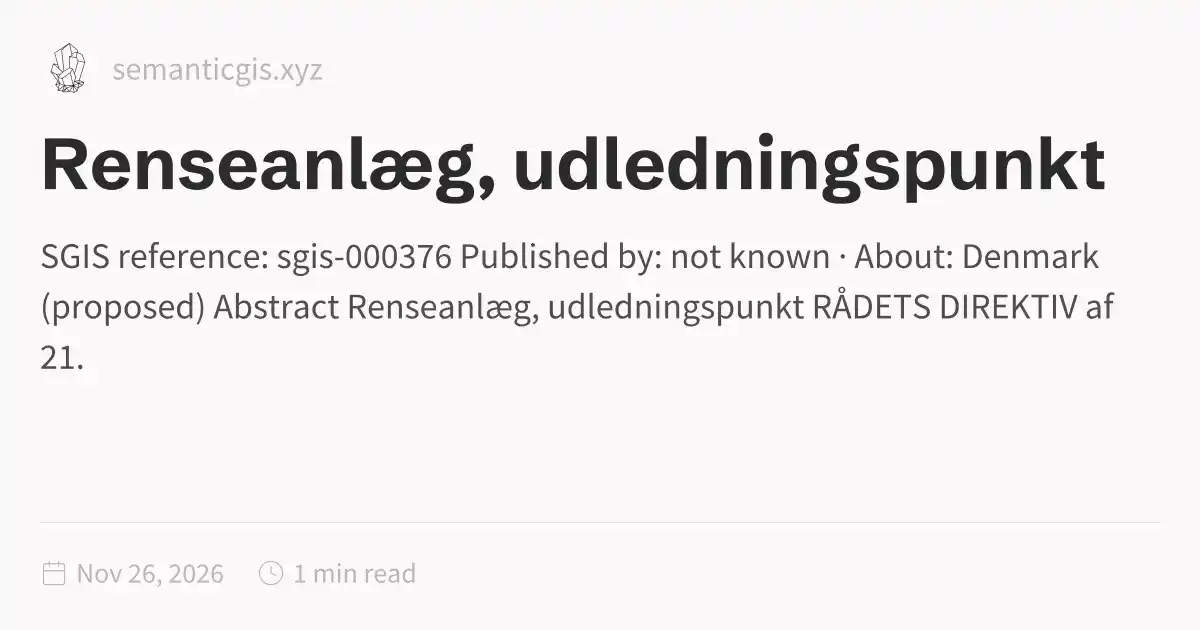 semanticgis.xyz
Renseanlæg, udledningspunkt
SGIS reference: sgis-000376 Published by: not known · About: Denmark
(proposed) Abstract Renseanlæg, udledningspunkt RÅDETS DIREKTIV af
21.
Nov 26, 2026 1 min read